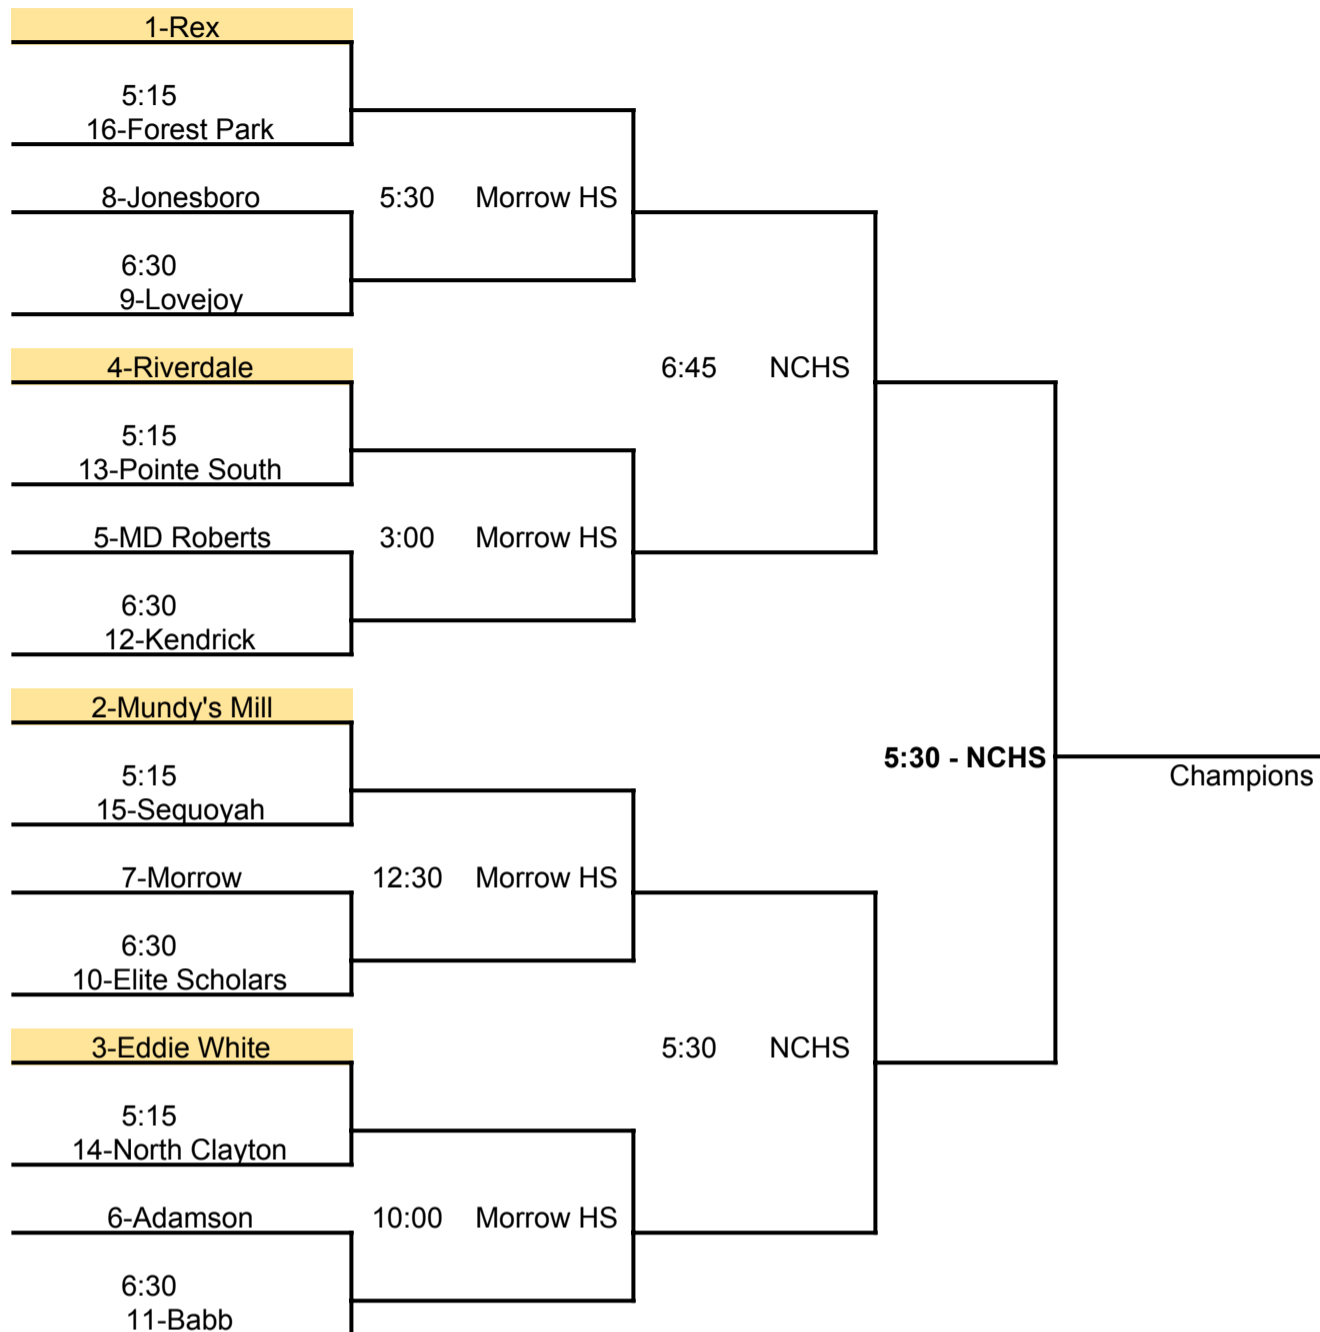 1-Rex
5:15
16-Forest Park
8-Jonesboro
5:30 Morrow HS
6:30
9-Lovejoy
4-Riverdale
6:45 NCHS
5:15
13-Pointe South
5-MD Roberts
3:00 Morrow HS
6:30
12-Kendrick
2-Mundy's Mill
5:30 - NCHS
Champions
5:15
15-Sequoyah
7-Morrow
12:30 Morrow HS
6:30
10-Elite Scholars
3-Eddie White
5:30 NCHS
5:15
14-North Clayton
6-Adamson
10:00 Morrow HS
6:30
11-Babb